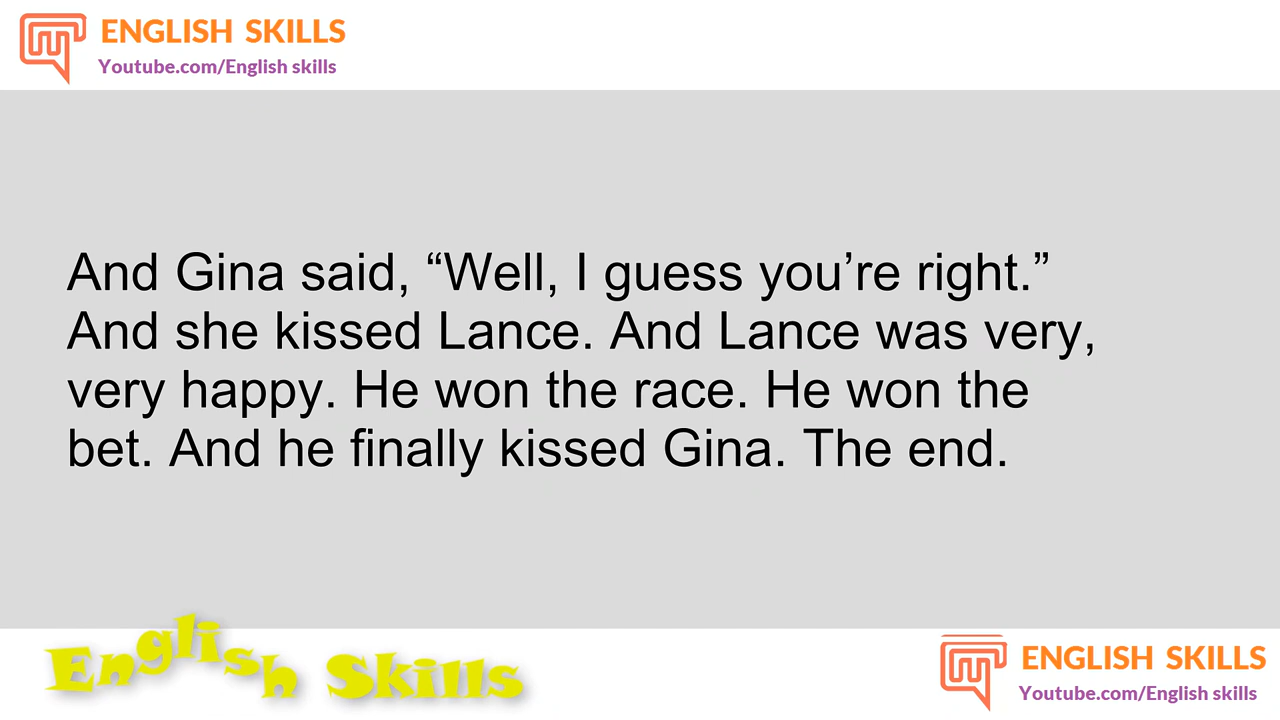 ENGLISH SKILLS
Youtube.com/English skills
And Gina said, “Well, I guess you’re right.”
And she kissed Lance. And Lance was very,
very happy. He won the race. He won the
bet. And he finally kissed Gina. The end.
English Skills
ENGLISH SKILLS
Youtube.com/English skills